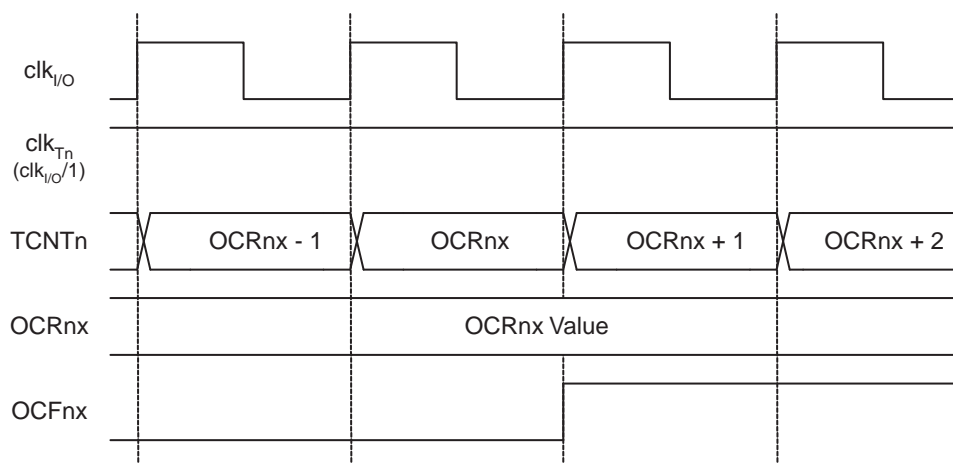 clkI/O
clkTn
(clkI/O/1)
TCNTn OCRnx - 1 OCRnx OCRnx + 1 OCRnx + 2
OCRnx OCRnx Value
OCFnx